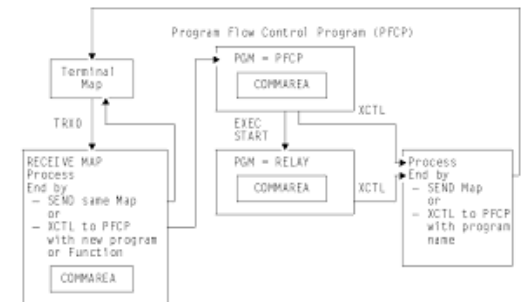 Program Flow Control Program (PFCP)
Terminal
Map
PGM = PFCP
COMMAREA
TRXD
XCTL
EXEC
START
RECEIVE MAP
Process
End by
– SEND same Map
or
– XCTL to PFCP
with new program
or Function
COMMAREA
PGM = RELAY
COMMAREA
XCTL
Process
End by
– SEND Map
or
– XCTL to PFCP
with program
name